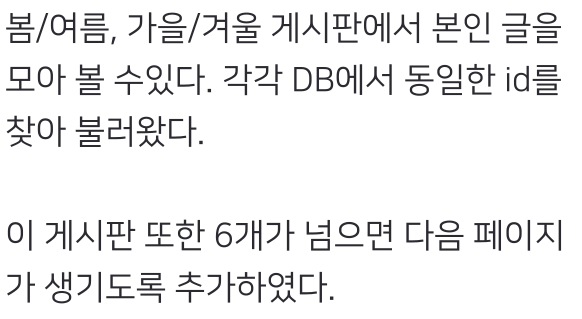 봄/여름, 가을/겨울 게시판에서 본인 글을
모아 볼 수있다. 각각 DB에서 동일한 id를
찾아 불러왔다.
이 게시판 또한 6개가 넘으면 다음 페이지
가 생기도록 추가하였다.